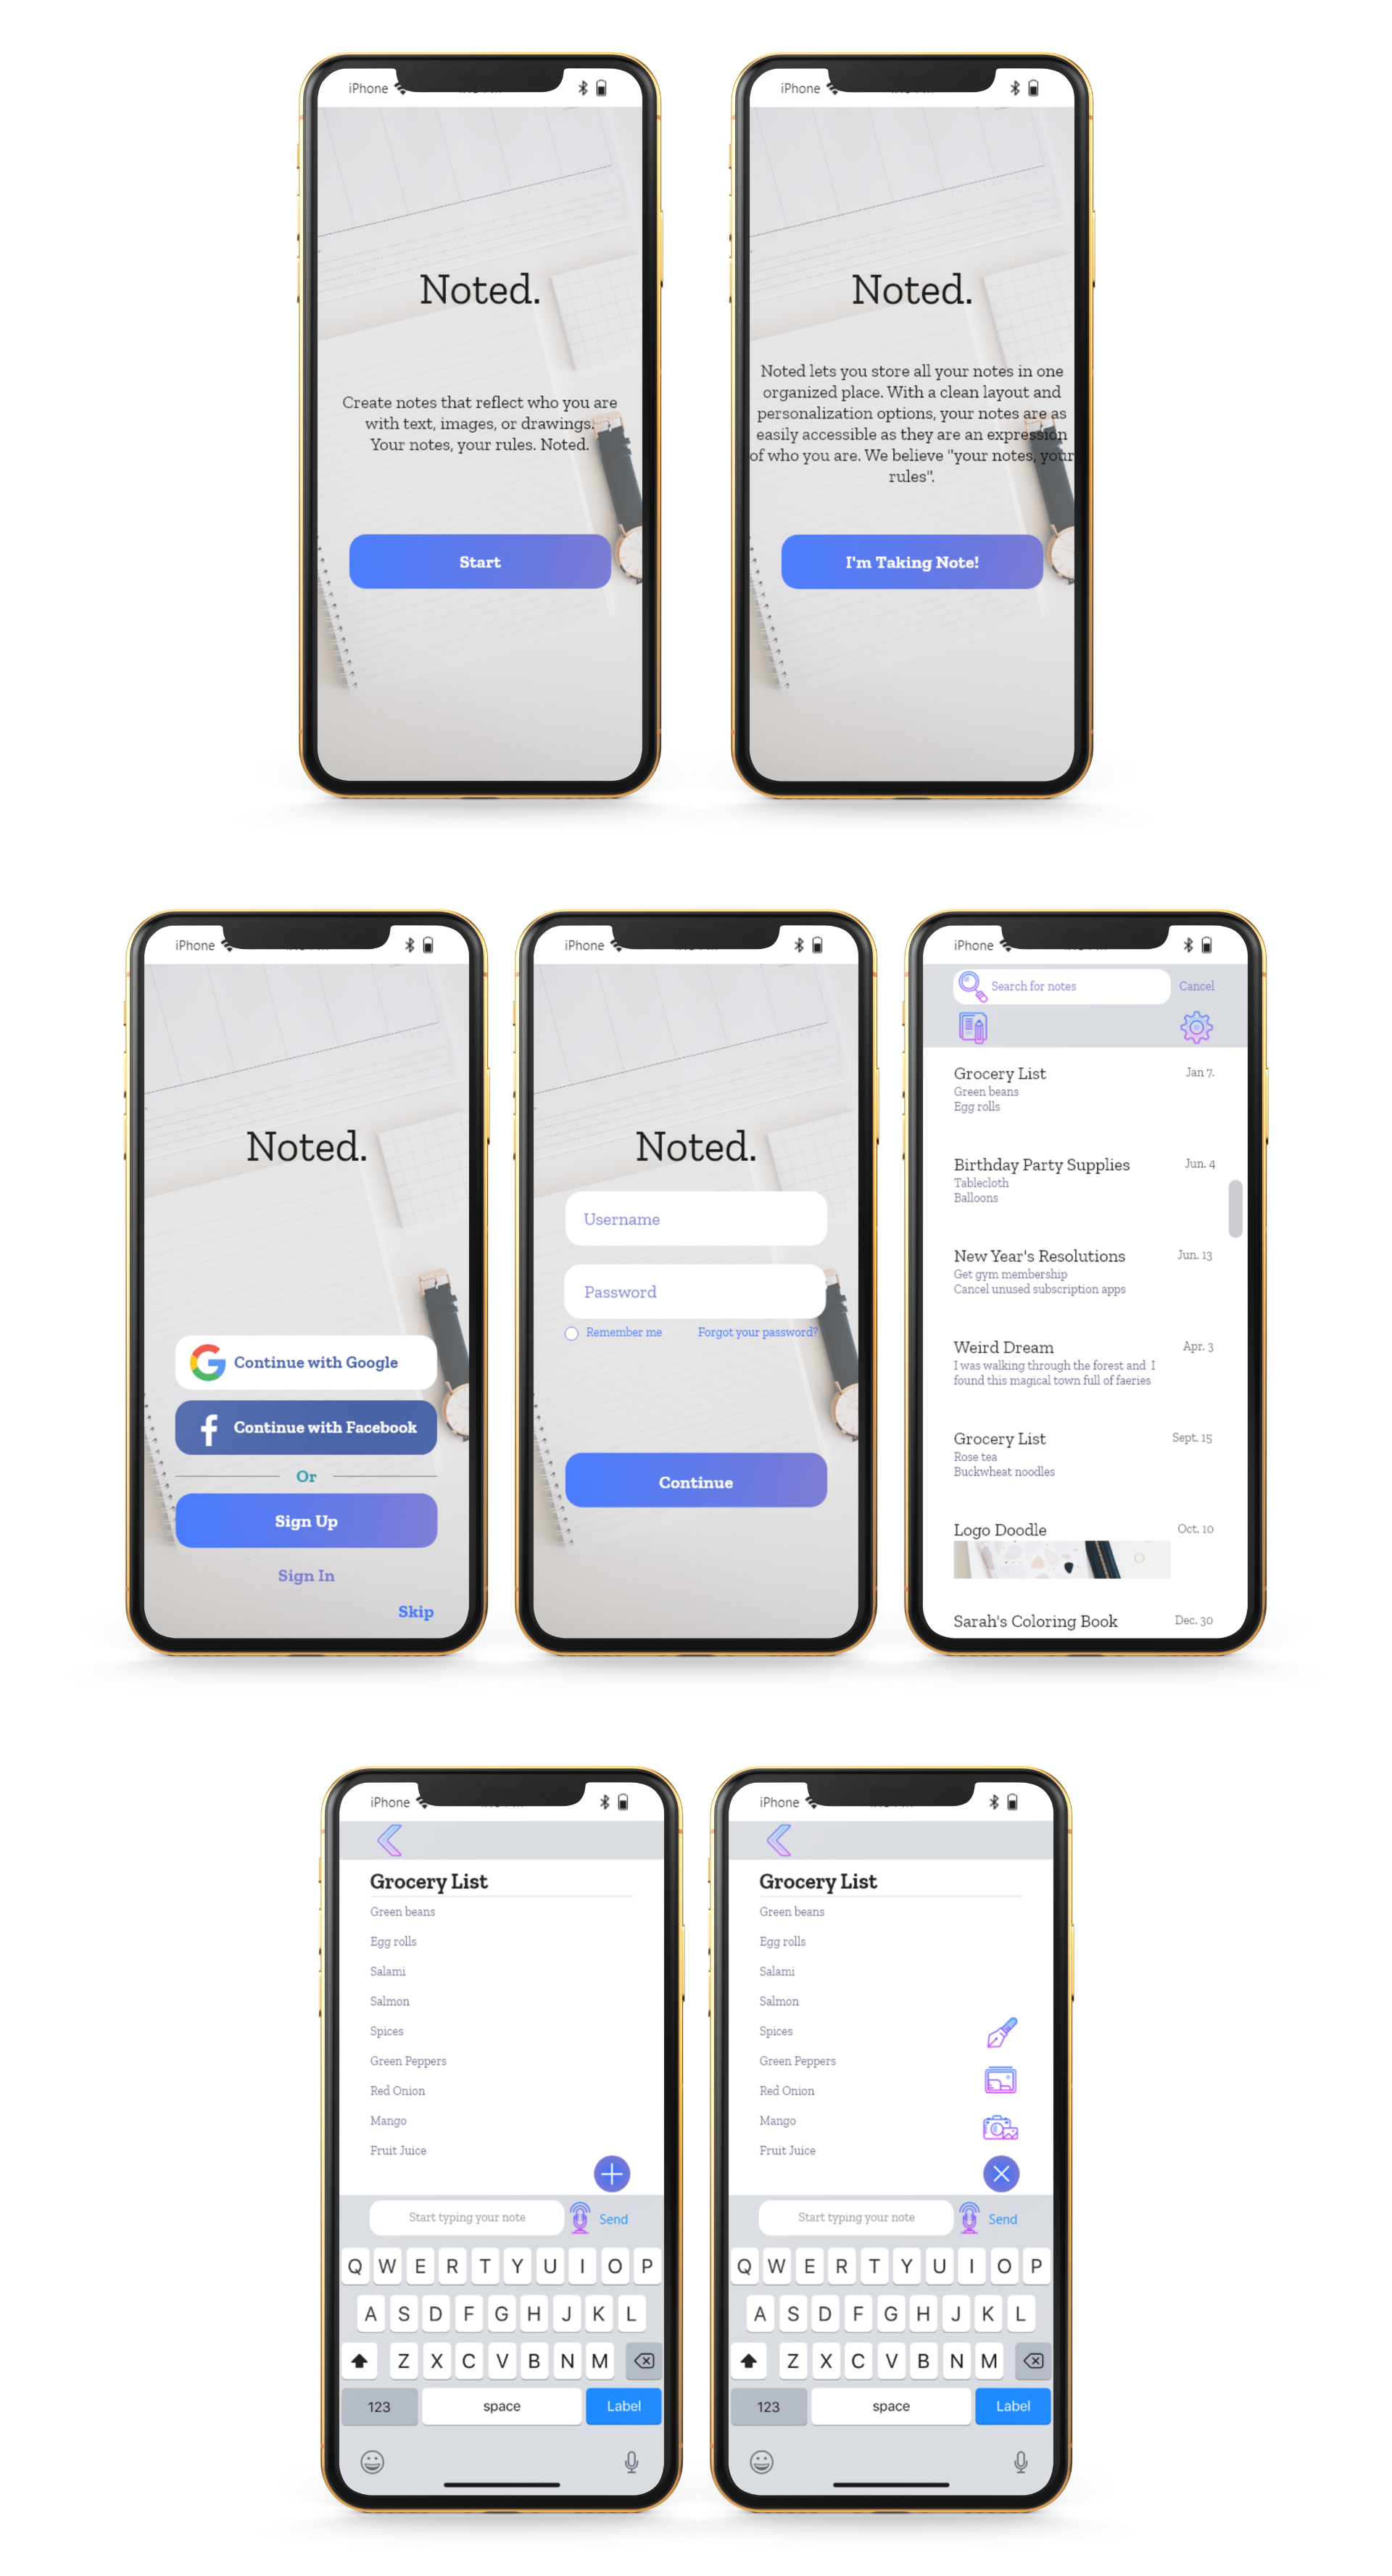 iPhone
Noted.
Create notes that reflect who you are
with text, images, or drawings.
Your notes, your rules. Noted.
Start
iPhone
Noted.
Noted lets you store all your notes in one
organized place. With a clean layout and
personalization options, your notes are as
easily accessible as they are an expression
of who you are. We believe "your notes, your
rules".
I'm Taking Note!
iPhone
Noted.
Continue with Google
Continue with Facebook
Or
Sign Up
Sign In
Skip
iPhone
Noted.
Username
Password
Remember me Forgot your password?
Continue
iPhone
Search for notes Cancel
Grocery List Jan 7.
Green beans
Egg rolls
Birthday Party Supplies Jun. 4
Tablecloth
Balloons
New Year's Resolutions Jun. 13
Get gym membership
Cancel unused subscription apps
Weird Dream Apr. 3
I was walking through the forest and I
found this magical town full of faeries
Grocery List Sept. 15
Rose tea
Buckwheat noodles
Logo Doodle Oct. 10
Sarah's Coloring Book Dec. 30
iPhone
Grocery List
Green beans
Egg rolls
Salami
Salmon
Spices
Green Peppers
Red Onion
Mango
Fruit Juice
Start typing your note Send
Q W E R T Y U I O P
A S D F G H J K L
Z X C V B N M
123 space Label
iPhone
Grocery List
Green beans
Egg rolls
Salami
Salmon
Spices
Green Peppers
Red Onion
Mango
Fruit Juice
Start typing your note Send
Q W E R T Y U I O P
A S D F G H J K L
Z X C V B N M
123 space Label